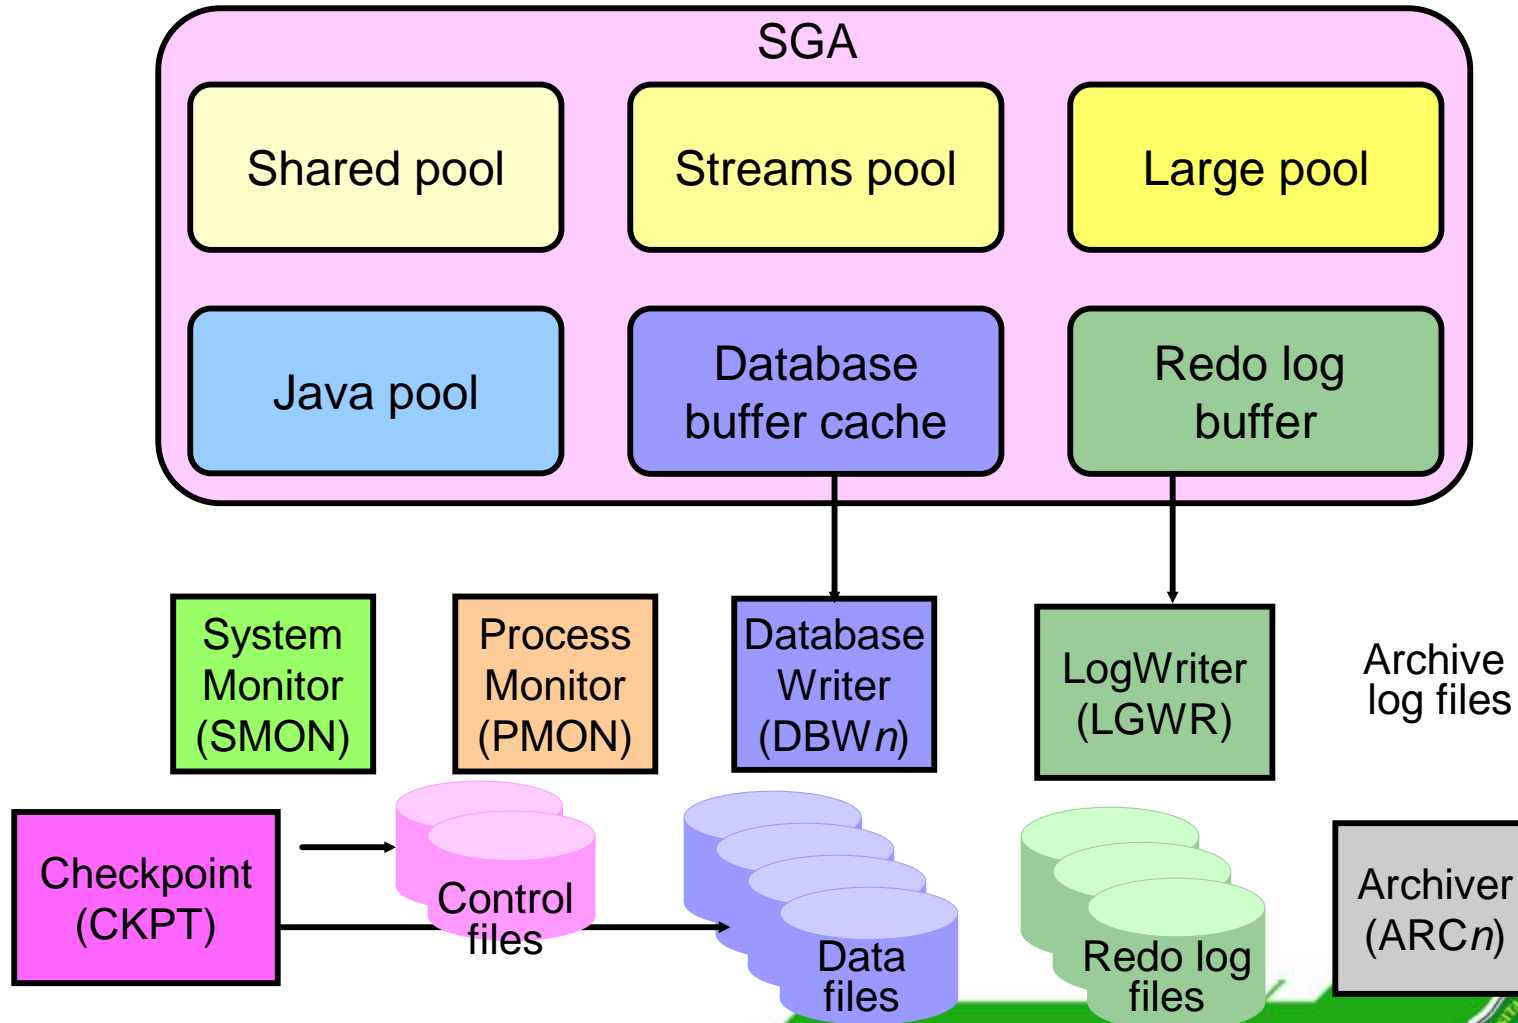 SGA
Shared pool
Streams pool
Large pool
Java pool
Database
buffer cache
Redo log
buffer
System
Monitor
(SMON)
Process
Monitor
(PMON)
Database
Writer
(DBWn)
LogWriter
(LGWR)
Archive
log files
Checkpoint
(CKPT)
Control
files
Data
files
Redo log
files
Archiver
(ARCn)